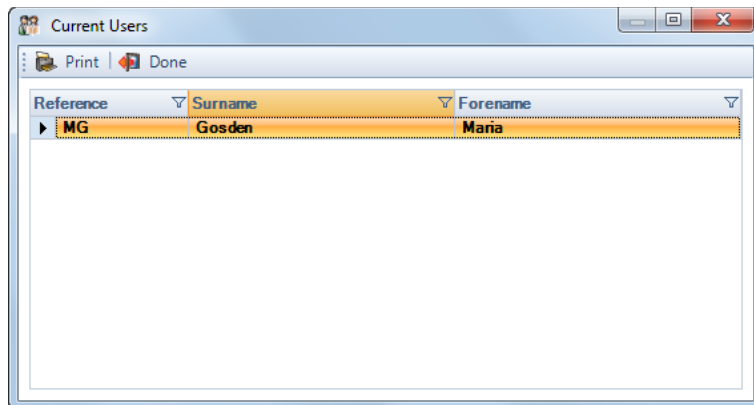 Current Users
Print Done
Reference Surname Forename
MG Gosden Maria